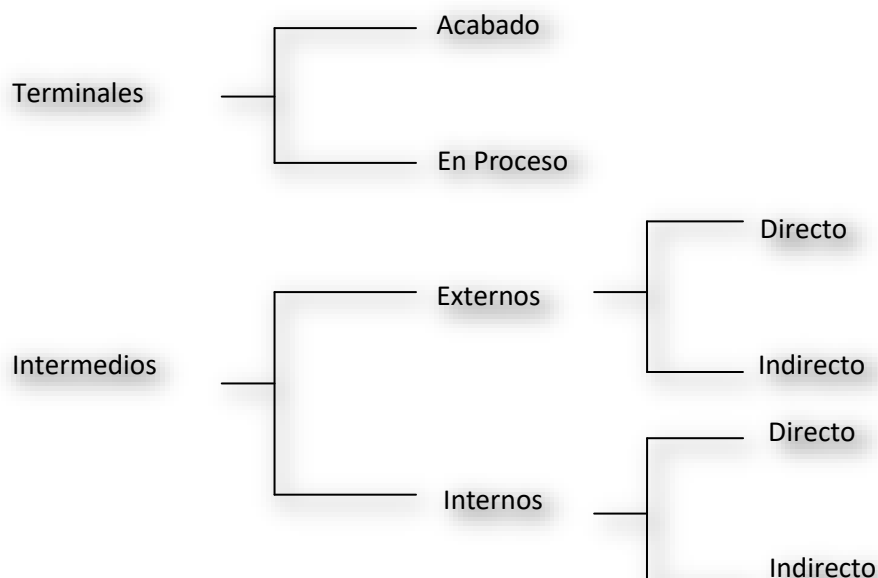 Acabado
Terminales
En Proceso
Directo
Externos
Intermedios
Indirecto
Directo
Internos
Indirecto